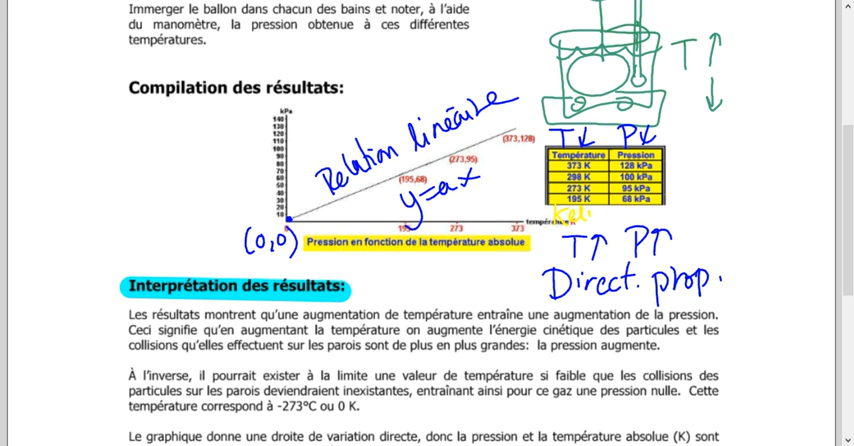 Immerger le ballon dans chacun des bains et noter, à l'aide
du manomètre, la pression obtenue à ces différentes
températures.
T↑
↓
Compilation des résultats:
kPa
140
130
120
110
100
90
80
70
60
50
40
30
20
10
Relation linéaire
y=ax
(373,128)
(273,95)
(195,68)
(0,0)
0 195 273 373
T↓ P↓
Température Pression
373 K 128 kPa
298 K 100 kPa
273 K 95 kPa
195 K 68 kPa
Pression en fonction de la température absolue
T↑ P↑
Direct. prop.
Interprétation des résultats:
Les résultats montrent qu'une augmentation de température entraîne une augmentation de la pression.
Ceci signifie qu'en augmentant la température on augmente l'énergie cinétique des particules et les
collisions qu'elles effectuent sur les parois sont de plus en plus grandes: la pression augmente.
À l'inverse, il pourrait exister à la limite une valeur de température si faible que les collisions des
particules sur les parois deviendraient inexistantes, entraînant ainsi pour ce gaz une pression nulle. Cette
température correspond à -273°C ou 0 K.
Le graphique donne une droite de variation directe, donc la pression et la température absolue (K) sont